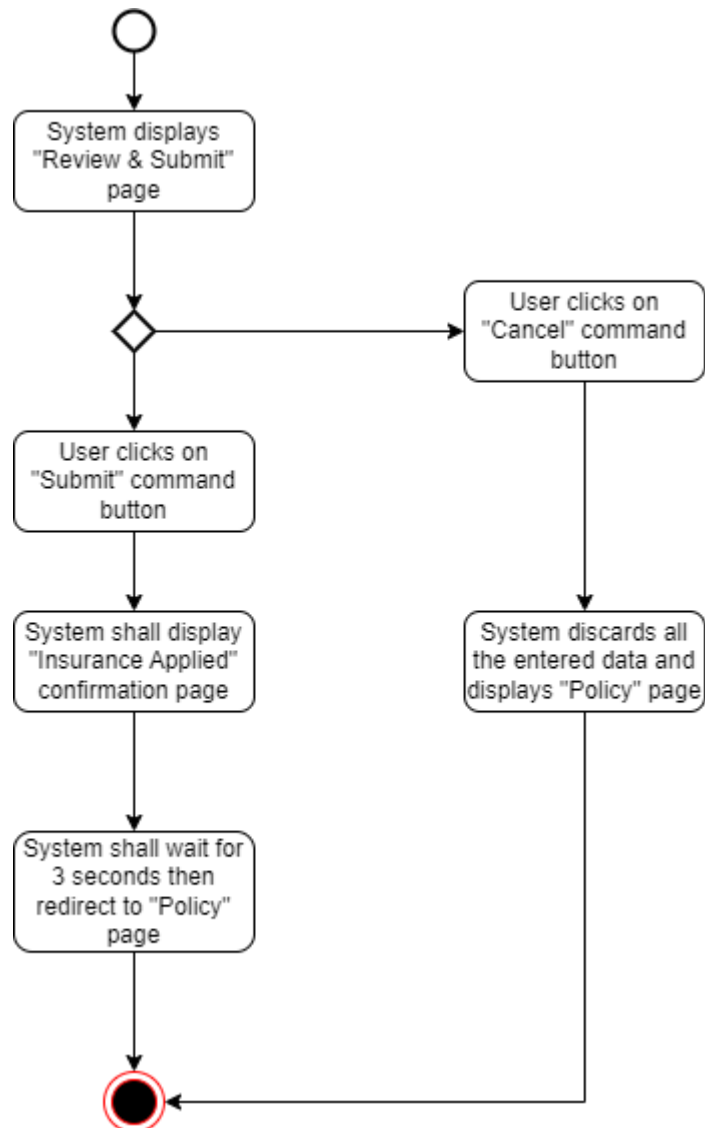 System displays
"Review & Submit"
page
User clicks on
"Cancel" command
button
User clicks on
"Submit" command
button
System shall display
"Insurance Applied"
confirmation page
System discards all
the entered data and
displays "Policy" page
System shall wait for
3 seconds then
redirect to "Policy"
page